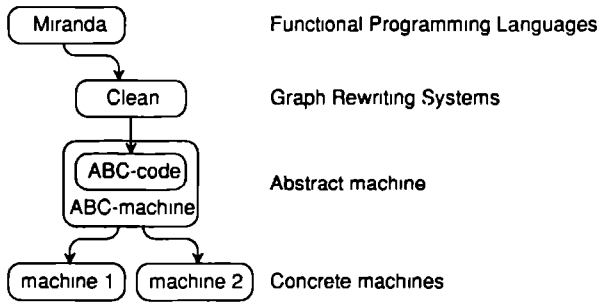 Miranda Functional Programming Languages
Clean Graph Rewriting Systems
ABC-code
Abstract machine
ABC-machine
machine 1 machine 2 Concrete machines